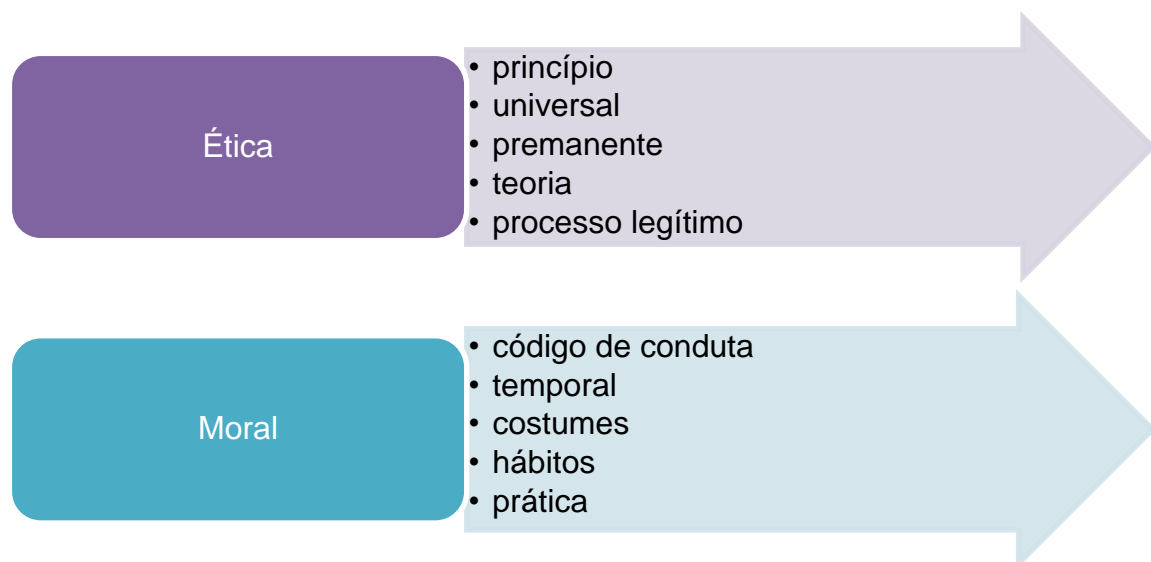 Ética
• princípio
• universal
• premanente
• teoria
• processo legítimo
Moral
• código de conduta
• temporal
• costumes
• hábitos
• prática